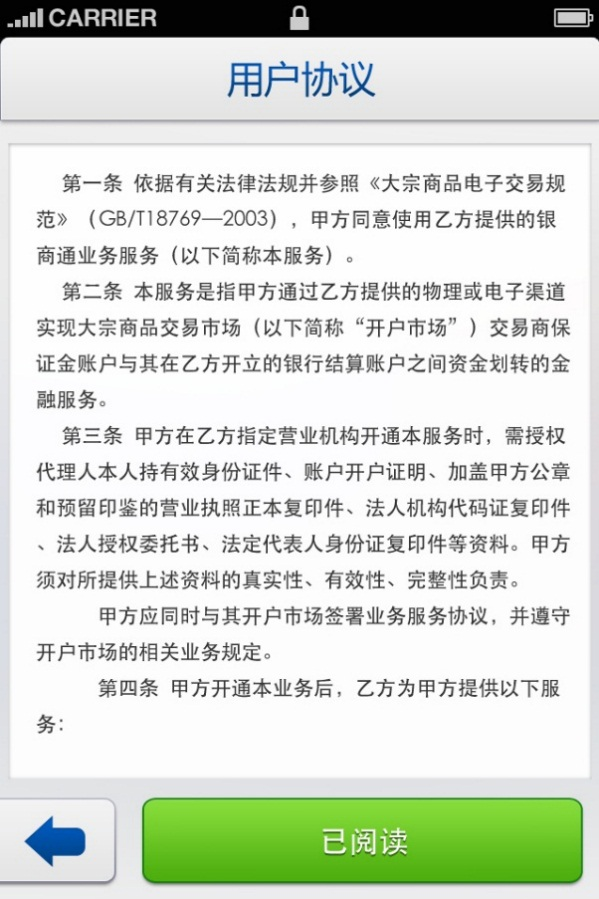 CARRIER
用户协议
第一条 依据有关法律法规并参照《大宗商品电子交易规
范》（GB/T18769—2003），甲方同意使用乙方提供的银
商通业务服务（以下简称本服务）。
第二条 本服务是指甲方通过乙方提供的物理或电子渠道
实现大宗商品交易市场（以下简称“开户市场”）交易商保
证金账户与其在乙方开立的银行结算账户之间资金划转的金
融服务。
第三条 甲方在乙方指定营业机构开通本服务时，需授权
代理人本人持有效身份证件、账户开户证明、加盖甲方公章
和预留印鉴的营业执照正本复印件、法人机构代码证复印件
、法人授权委托书、法定代表人身份证复印件等资料。甲方
须对所提供上述资料的真实性、有效性、完整性负责。
甲方应同时与其开户市场签署业务服务协议，并遵守
开户市场的相关业务规定。
第四条 甲方开通本业务后，乙方为甲方提供以下服
务：
已阅读